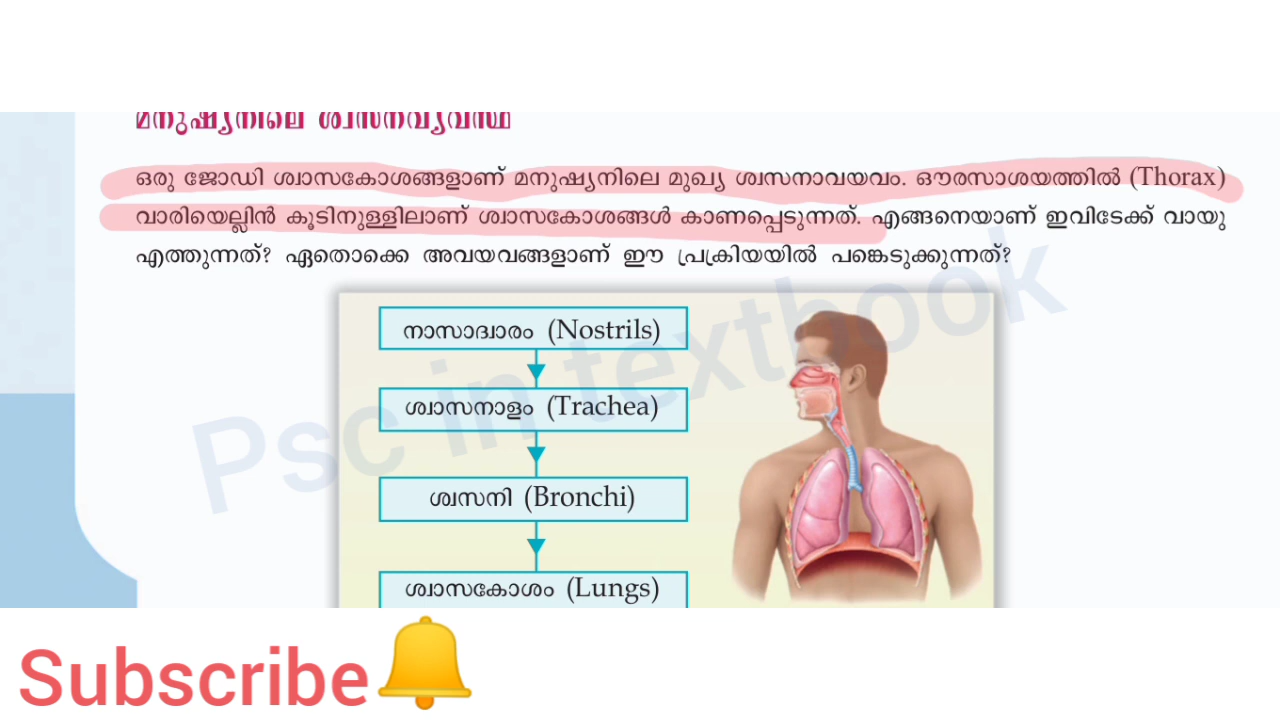 മനുഷ്യനിലെ ശ്വസനവ്യവസ്ഥ
ഒരു ജോഡി ശ്വാസകോശങ്ങളാണ് മനുഷ്യനിലെ മുഖ്യ ശ്വസനാവയവം. ഔരസാശയത്തിൽ (Thorax)
വാരിയെല്ലിൻ കൂടിനുള്ളിലാണ് ശ്വാസകോശങ്ങൾ കാണപ്പെടുന്നത്. എങ്ങനെയാണ് ഇവിടേക്ക് വായു
എത്തുന്നത്? ഏതൊക്കെ അവയവങ്ങളാണ് ഈ പ്രക്രിയയിൽ പങ്കെടുക്കുന്നത്?
നാസാദ്വാരം (Nostrils)
ശ്വാസനാളം (Trachea)
ശ്വസനി (Bronchi)
ശ്വാസകോശം (Lungs)
Psc in textbook
Subscribe